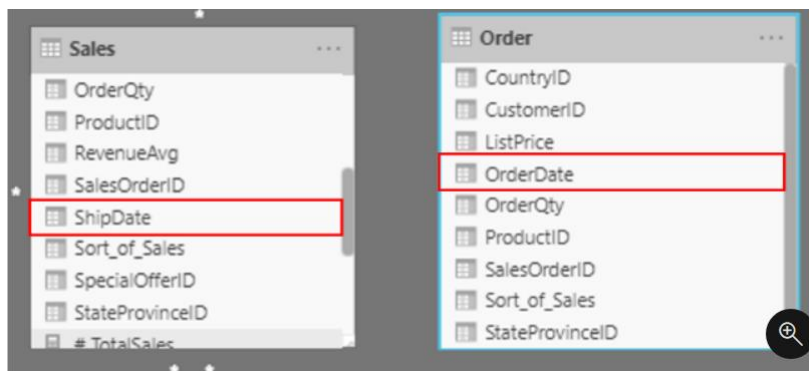 Sales
OrderQty
ProductID
RevenueAvg
SalesOrderID
ShipDate
Sort_of_Sales
SpecialOfferID
StateProvinceID
# TotalSales
Order
CountryID
CustomerID
ListPrice
OrderDate
OrderQty
ProductID
SalesOrderID
Sort_of_Sales
StateProvinceID